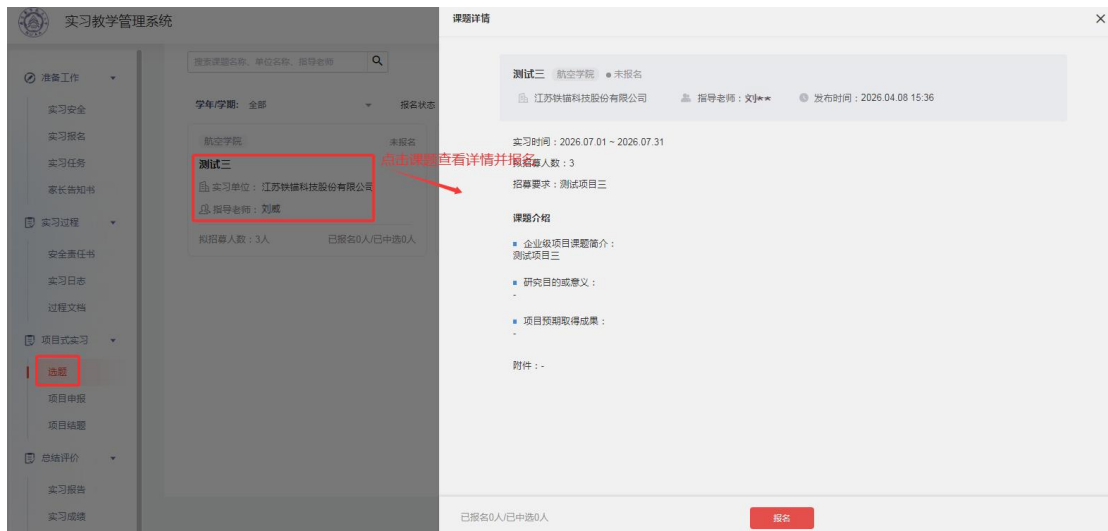 实习教学管理系统
准备工作
实习安全
实习报名
实习任务
家长告知书
实习过程
安全责任书
实习日志
过程文档
项目式实习
选题
项目申报
项目结题
总结评价
实习报告
实习成绩
搜索课题名称、单位名称、指导老师
学年/学期： 全部 报名状态
航空学院 未报名
测试三
实习单位：江苏铁锚科技股份有限公司
指导老师：刘威
拟招募人数：3人 已报名0人/已中选0人
点击课题查看详情并报名
课题详情
测试三 航空学院 未报名
江苏铁锚科技股份有限公司 指导老师：刘** 发布时间：2026.04.08 15:36
实习时间：2026.07.01 ~ 2026.07.31
拟招募人数：3
招募要求：测试项目三
课题介绍
企业级项目课题简介：
测试项目三
研究目的或意义：
-
项目预期取得成果：
-
附件：-
已报名0人/已中选0人 报名